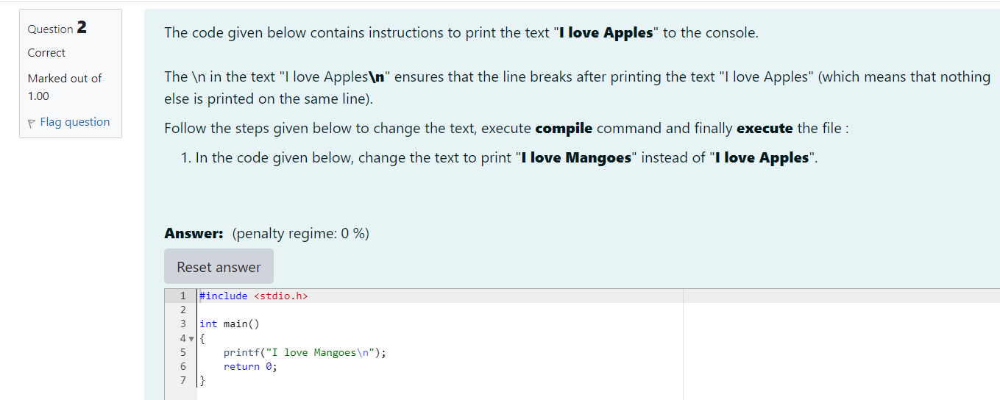 Question 2
Correct
Marked out of
1.00
Flag question
The code given below contains instructions to print the text "I love Apples" to the console.
The \n in the text "I love Apples\n" ensures that the line breaks after printing the text "I love Apples" (which means that nothing
else is printed on the same line).
Follow the steps given below to change the text, execute compile command and finally execute the file :
1. In the code given below, change the text to print "I love Mangoes" instead of "I love Apples".
Answer: (penalty regime: 0 %)
Reset answer
1 #include <stdio.h>
2
3 int main()
4 {
5     printf("I love Mangoes\n");
6     return 0;
7 }